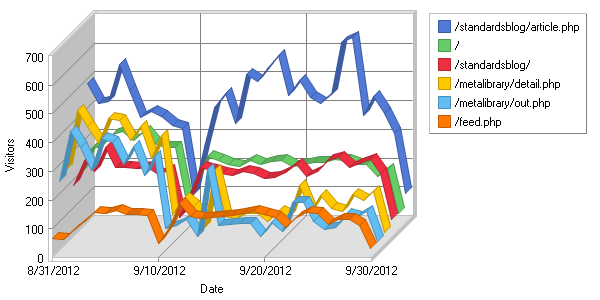 /standardsblog/article.php
/
/standardsblog/
/metalibrary/detail.php
/metalibrary/out.php
/feed.php
700
600
500
400
300
200
100
0
Visitors
8/31/2012 9/10/2012 9/20/2012 9/30/2012
Date